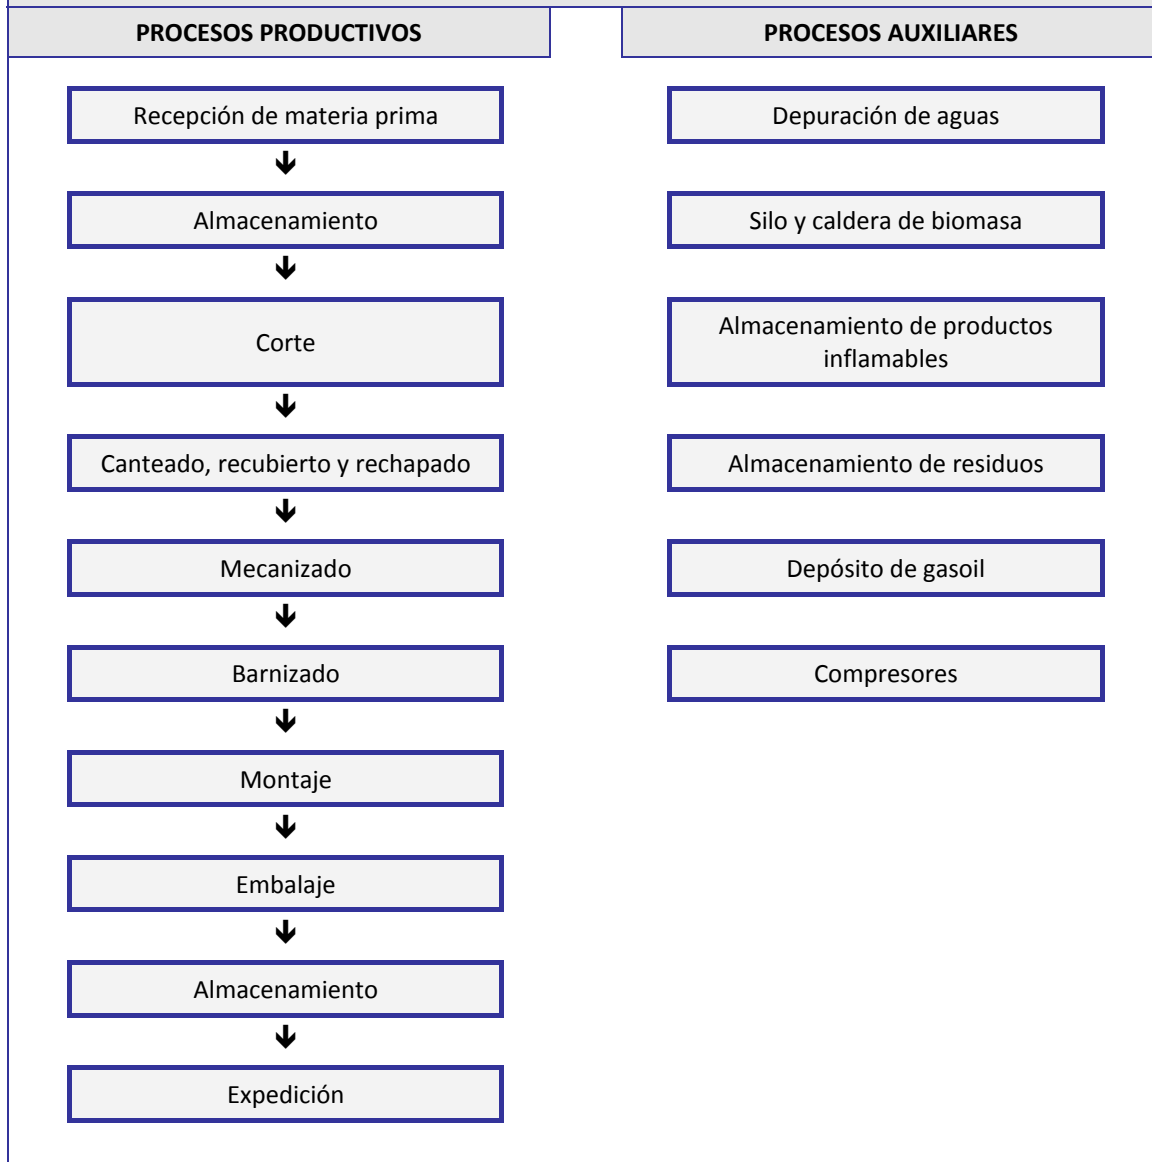 PROCESOS PRODUCTIVOS
Recepción de materia prima
Almacenamiento
Corte
Canteado, recubierto y rechapado
Mecanizado
Barnizado
Montaje
Embalaje
Almacenamiento
Expedición
PROCESOS AUXILIARES
Depuración de aguas
Silo y caldera de biomasa
Almacenamiento de productos
inflamables
Almacenamiento de residuos
Depósito de gasoil
Compresores